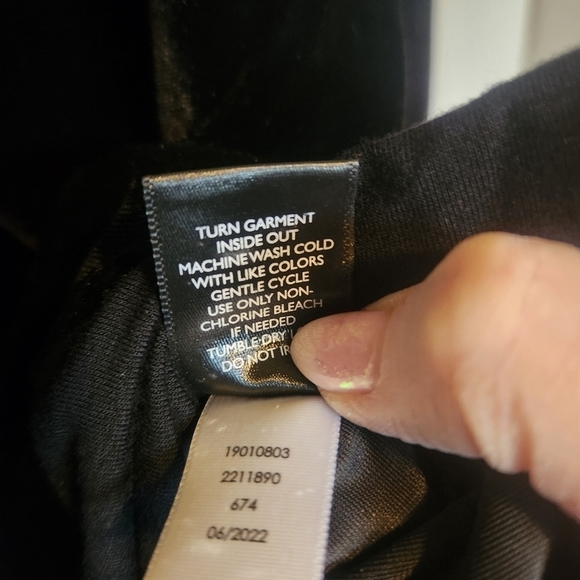 TURN GARMENT
INSIDE OUT
MACHINE WASH COLD
WITH LIKE COLORS
GENTLE CYCLE
USE ONLY NON-
CHLORINE BLEACH
IF NEEDED
TUMBLE DRY
DO NOT
19010803
2211890
674
06/2022